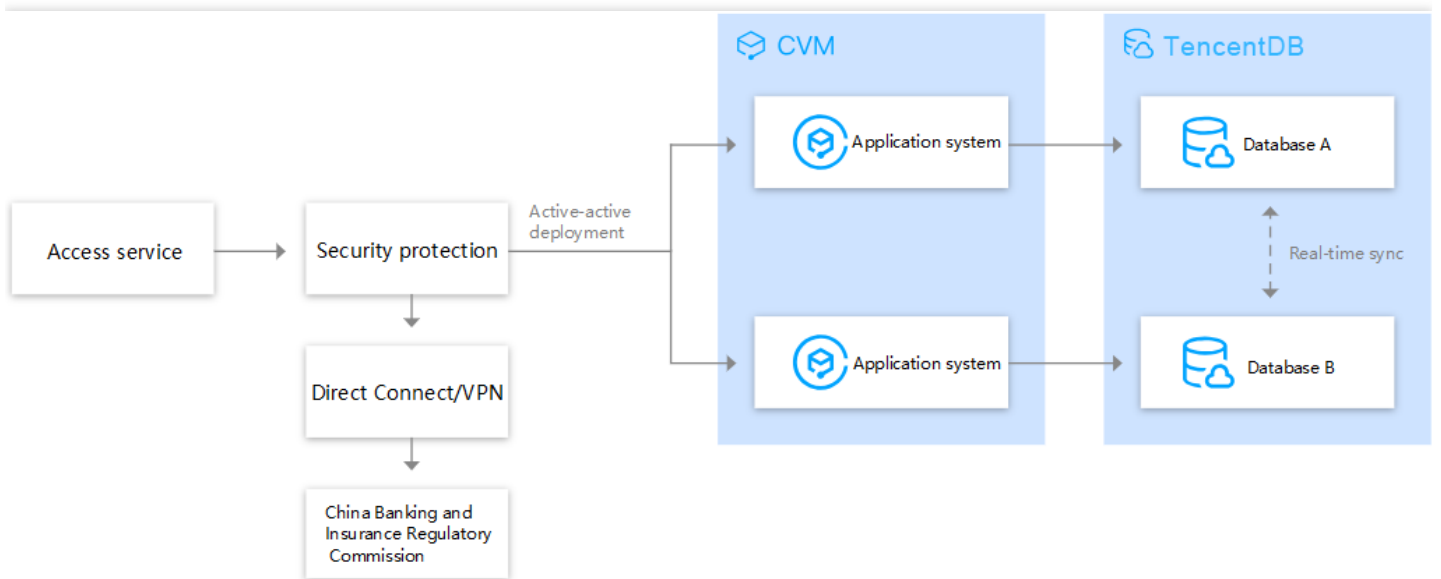 CVM
TencentDB
Application system
Database A
Active-active
deployment
Access service
Security protection
Real-time sync
Application system
Database B
Direct Connect/VPN
China Banking and
Insurance Regulatory
Commission